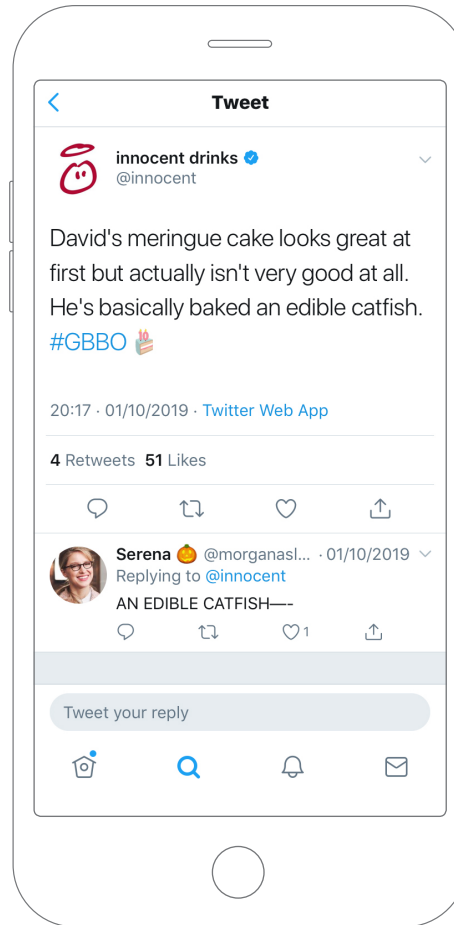 Tweet
innocent drinks
@innocent
David's meringue cake looks great at
first but actually isn't very good at all.
He's basically baked an edible catfish.
#GBBO
20:17 · 01/10/2019 · Twitter Web App
4 Retweets 51 Likes
Serena 🎃 @morganasl... · 01/10/2019
Replying to @innocent
AN EDIBLE CATFISH—-
1
Tweet your reply